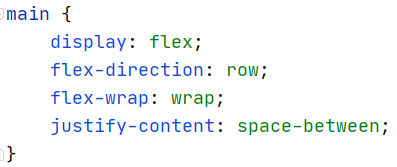 main {
    display: flex;
    flex-direction: row;
    flex-wrap: wrap;
    justify-content: space-between;
}